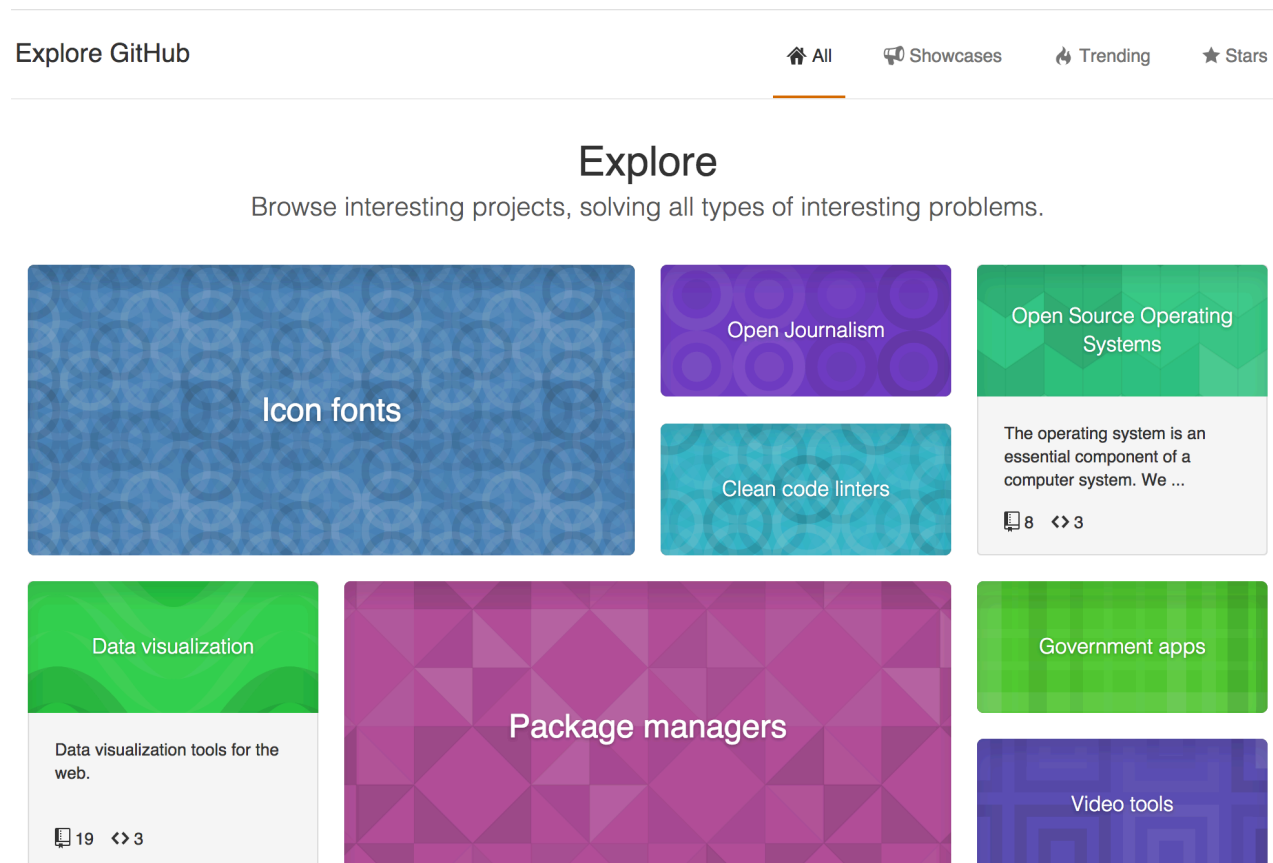 Explore GitHub
All
Showcases
Trending
Stars
Explore
Browse interesting projects, solving all types of interesting problems.
Icon fonts
Open Journalism
Clean code linters
Open Source Operating
Systems
The operating system is an
essential component of a
computer system. We ...
8
3
Data visualization
Data visualization tools for the
web.
19
3
Package managers
Government apps
Video tools